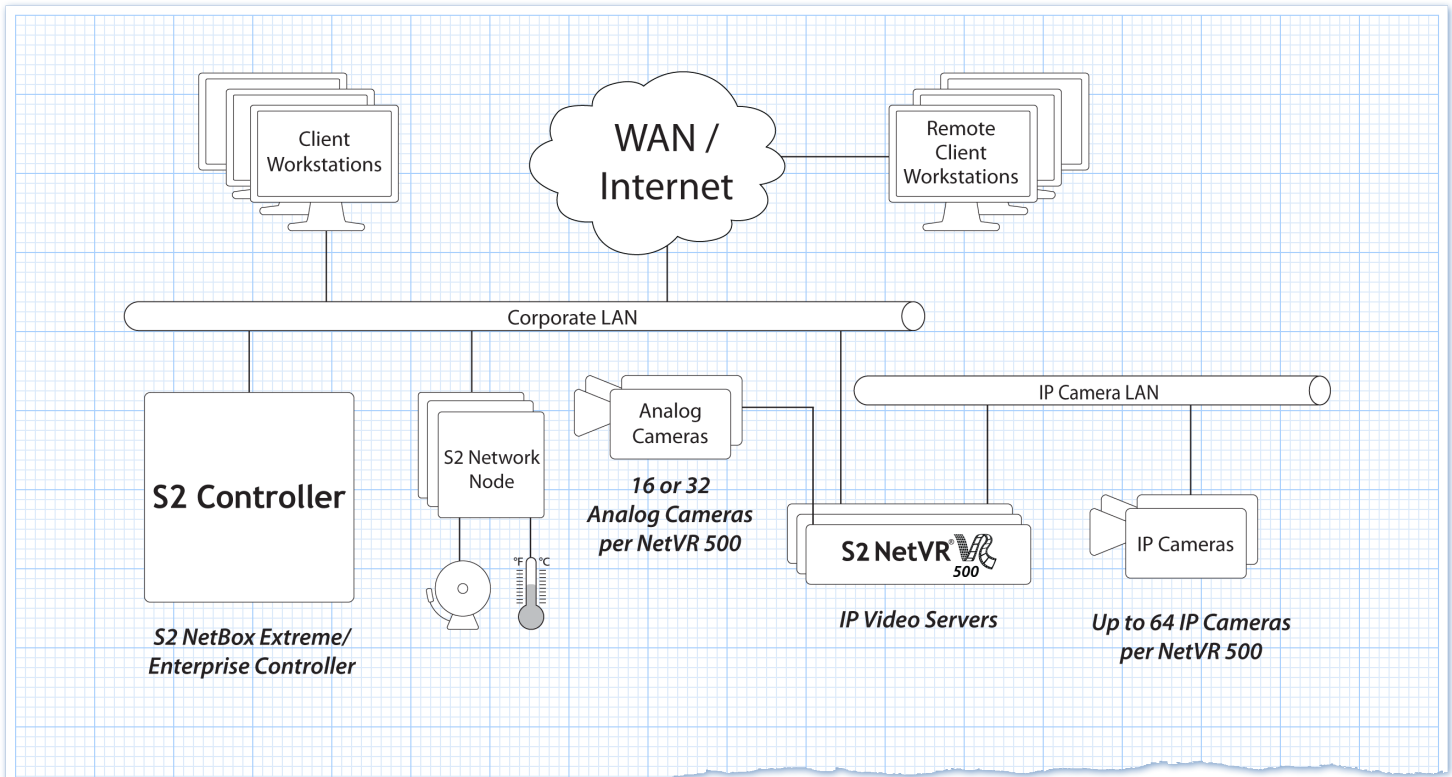 Client
Workstations
WAN /
Internet
Remote
Client
Workstations
Corporate LAN
IP Camera LAN
S2 Controller
S2 NetBox Extreme/
Enterprise Controller
S2 Network
Node
°F
°C
Analog
Cameras
16 or 32
Analog Cameras
per NetVR 500
S2 NetVR®
500
IP Video Servers
IP Cameras
Up to 64 IP Cameras
per NetVR 500